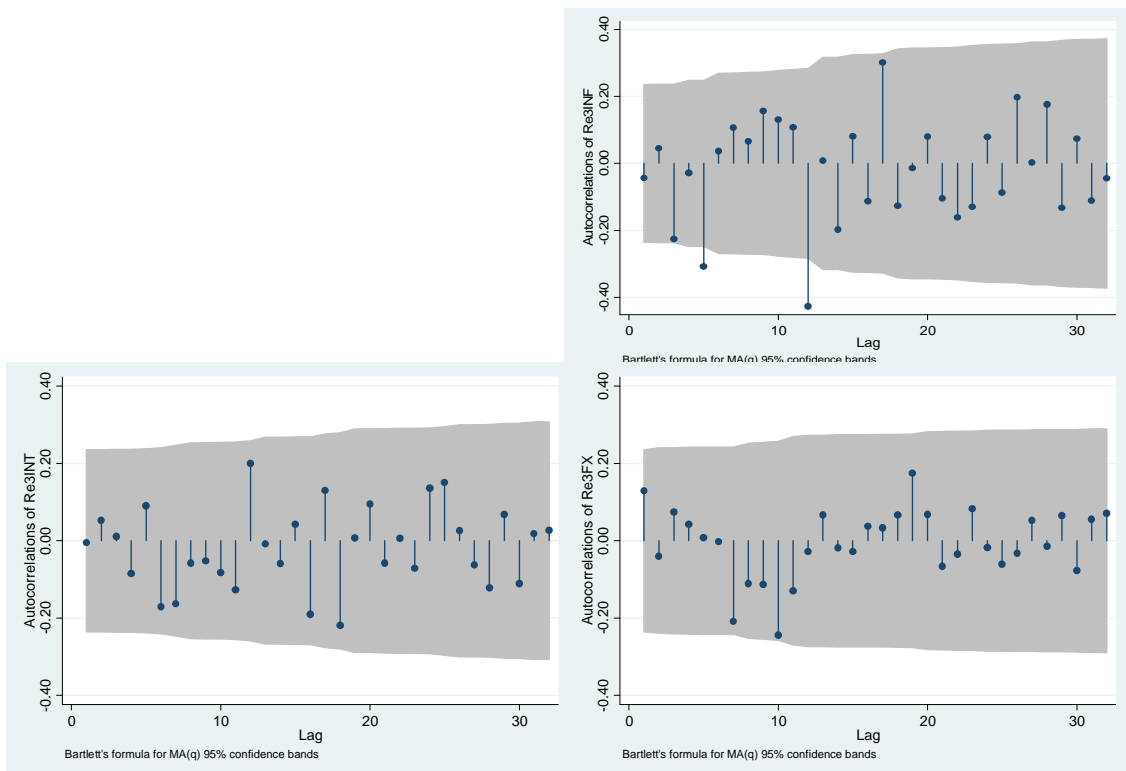 Autocorrelations of Re3INF
0.40
0.20
0.00
-0.20
-0.40
0 10 20 30
Lag
Bartlett's formula for MA(q) 95% confidence bands
Autocorrelations of Re3INT
0.40
0.20
0.00
-0.20
-0.40
0 10 20 30
Lag
Bartlett's formula for MA(q) 95% confidence bands
Autocorrelations of Re3FX
0.40
0.20
0.00
-0.20
-0.40
0 10 20 30
Lag
Bartlett's formula for MA(q) 95% confidence bands